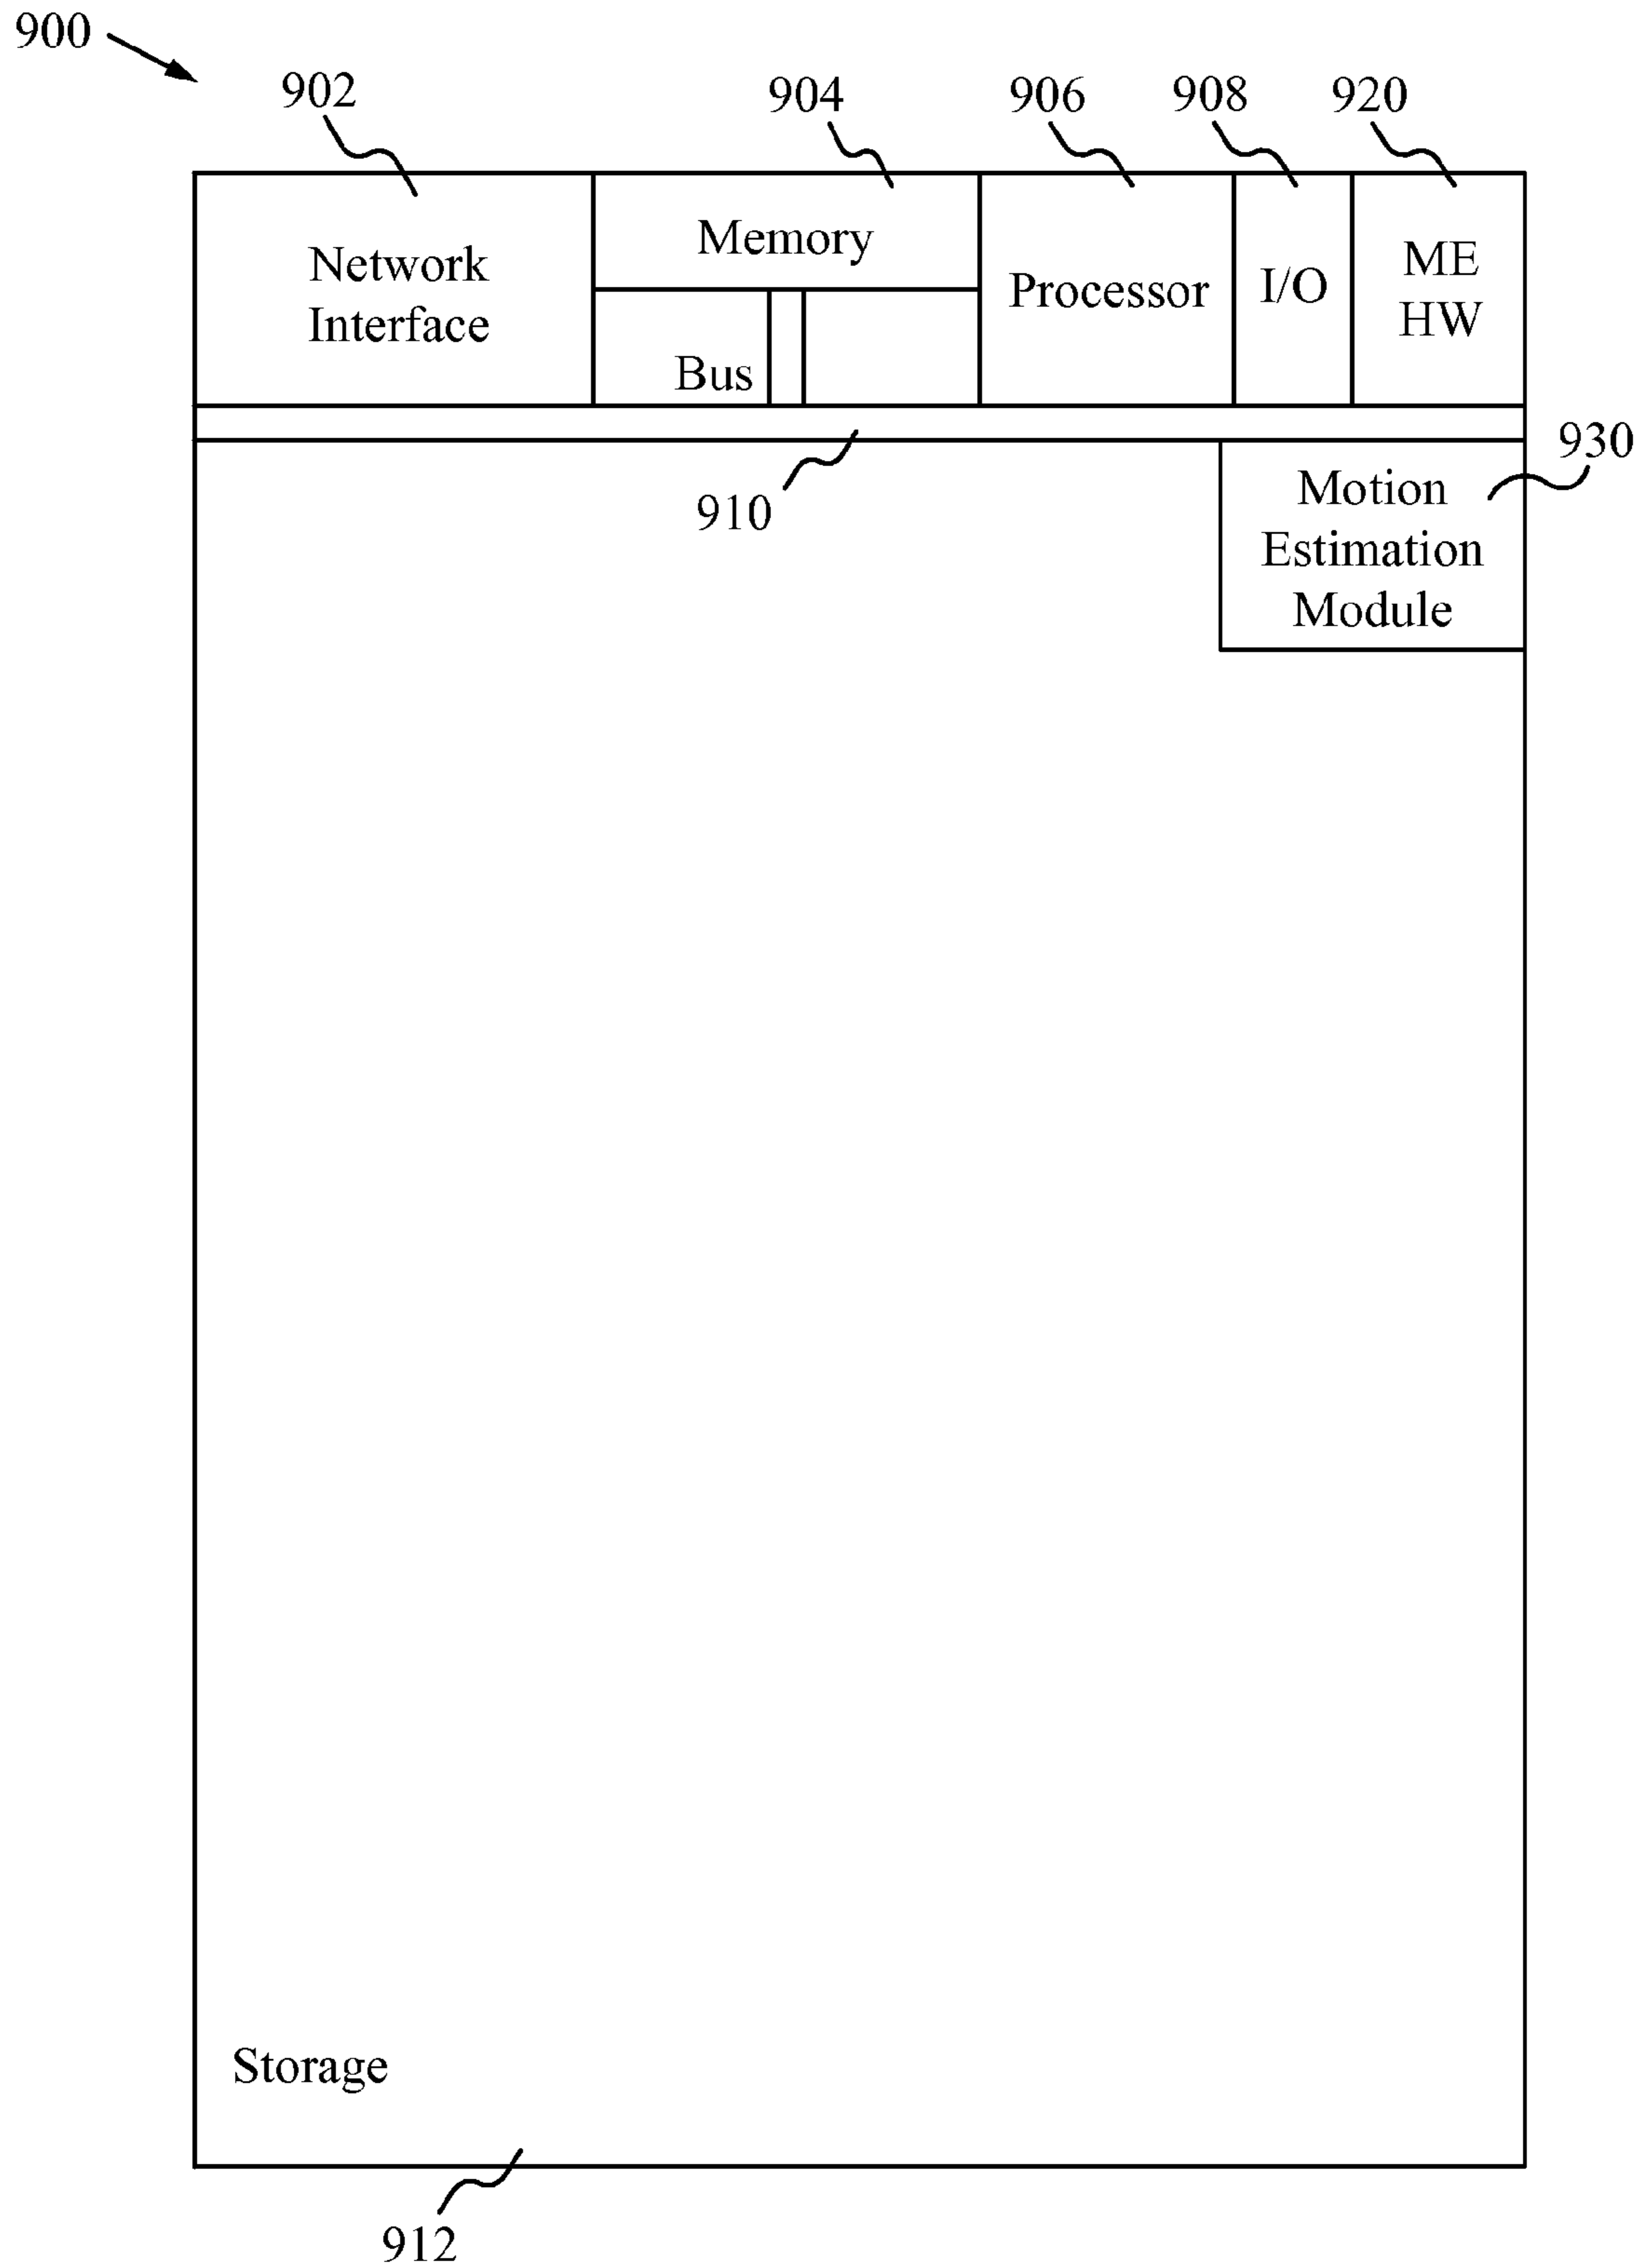 900
902
904
906
908
920
Network
Interface
Memory
Bus
Processor
I/O
ME
HW
910
930
Motion
Estimation
Module
Storage
912